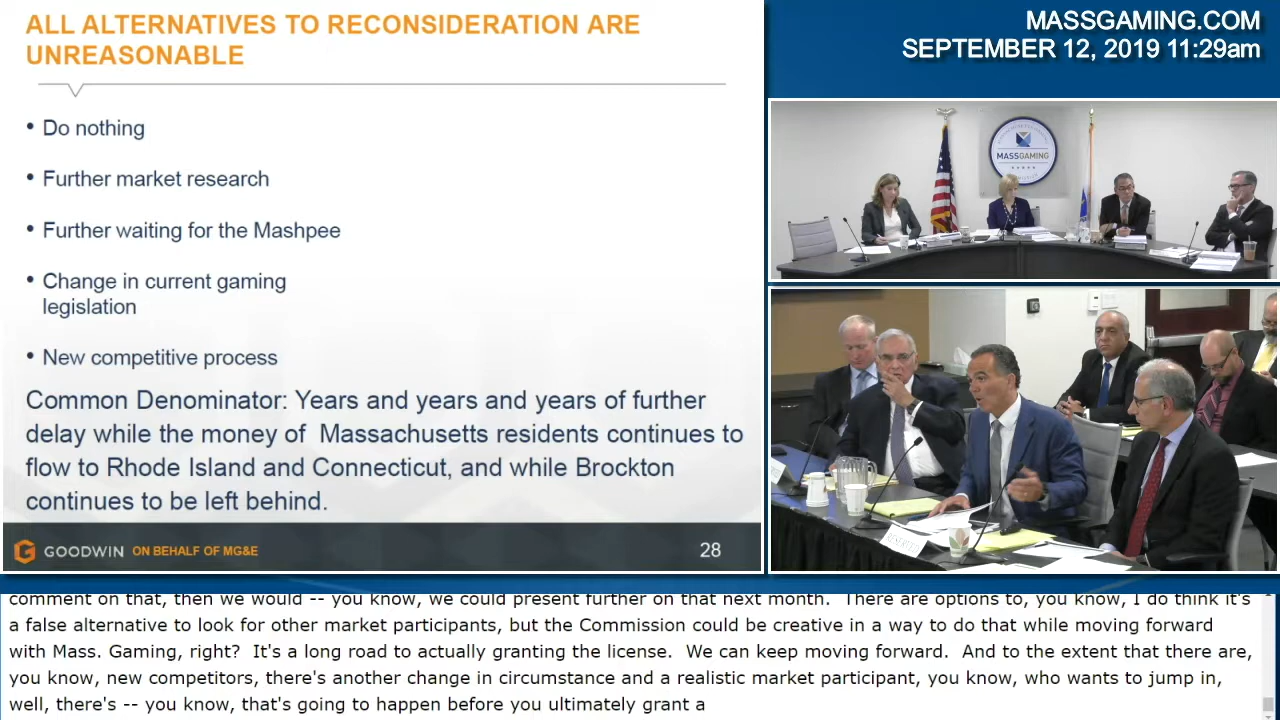 ALL ALTERNATIVES TO RECONSIDERATION ARE
UNREASONABLE
• Do nothing
• Further market research
• Further waiting for the Mashpee
• Change in current gaming
legislation
• New competitive process
Common Denominator: Years and years and years of further
delay while the money of Massachusetts residents continues to
flow to Rhode Island and Connecticut, and while Brockton
continues to be left behind.
GOODWIN ON BEHALF OF MG&E
28
MASSGAMING.COM
SEPTEMBER 12, 2019 11:29am
MASSGAMING
RESERVED
comment on that, then we would -- you know, we could present further on that next month. There are options to, you know, I do think it's
a false alternative to look for other market participants, but the Commission could be creative in a way to do that while moving forward
with Mass. Gaming, right? It's a long road to actually granting the license. We can keep moving forward. And to the extent that there are,
you know, new competitors, there's another change in circumstance and a realistic market participant, you know, who wants to jump in,
well, there's -- you know, that's going to happen before you ultimately grant a